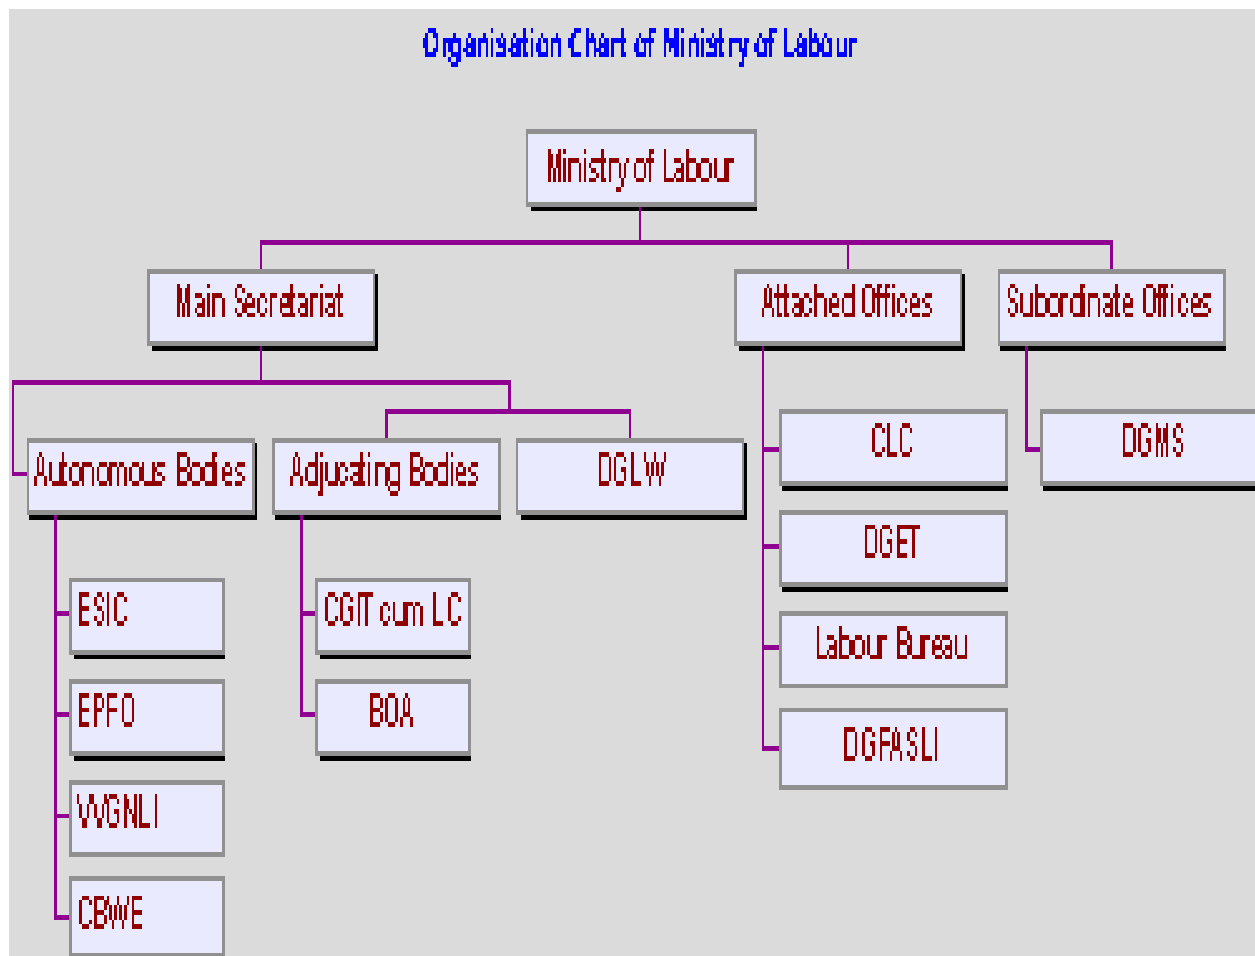 Organisation Chart of Ministry of Labour
Ministry of Labour
Main Secretariat
Attached Offices
Subordinate Offices
Autonomous Bodies
Adjucating Bodies
DGLW
CLC
DGMS
DGET
ESIC
CGIT cum LC
Labour Bureau
EPFO
BOA
DGFASLI
VVGNLI
CBWE